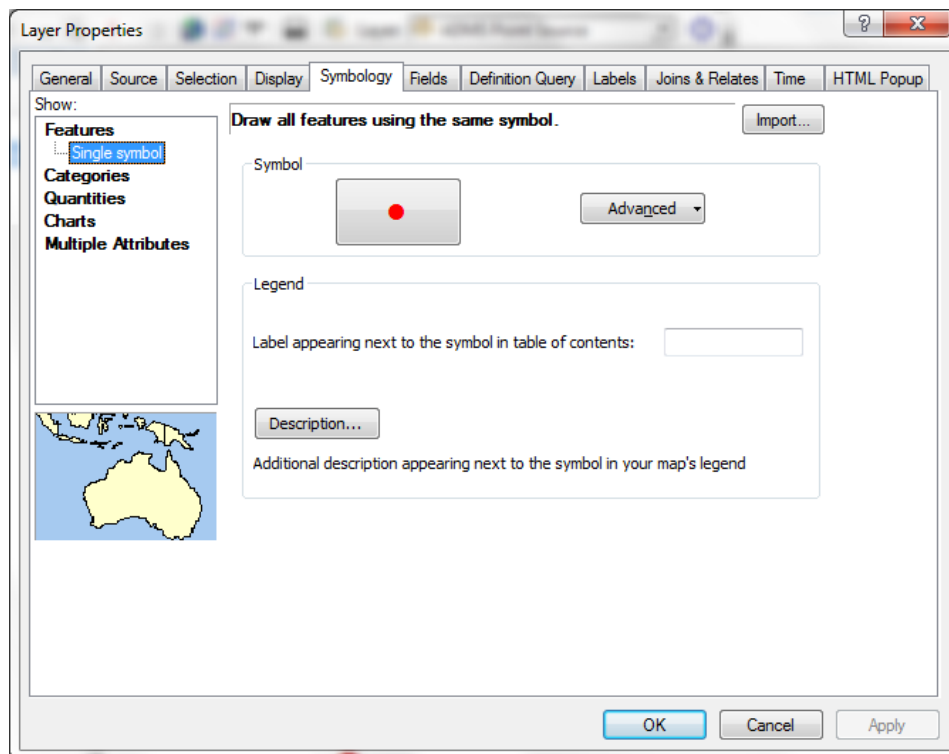 Layer Properties
General Source Selection Display Symbology Fields Definition Query Labels Joins & Relates Time HTML Popup
Show:
Features
Single symbol
Categories
Quantities
Charts
Multiple Attributes
Draw all features using the same symbol.
Import...
Symbol
Advanced
Legend
Label appearing next to the symbol in table of contents:
Description...
Additional description appearing next to the symbol in your map's legend
OK Cancel Apply